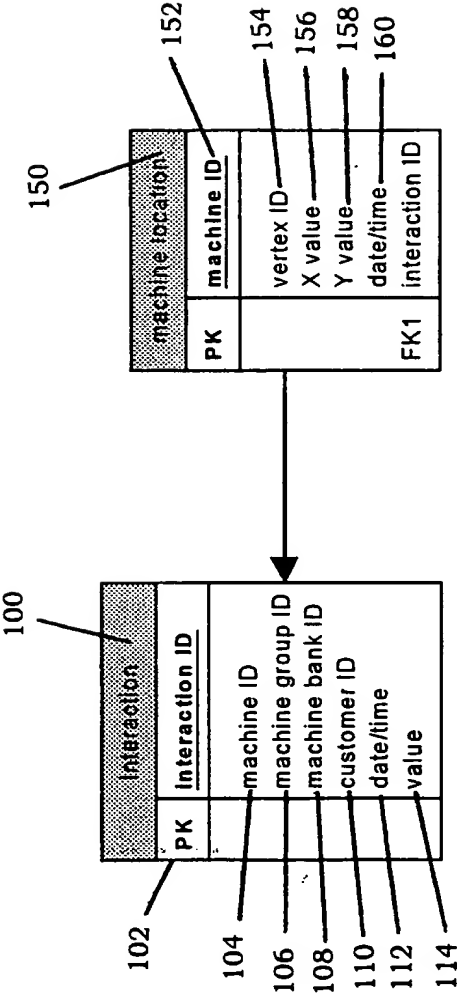 100
Interaction
102
PK
Interaction ID
104
machine ID
106
machine group ID
108
machine bank ID
110
customer ID
112
date/time
114
value
150
machine location
PK
machine ID
152
vertex ID
154
X value
156
Y value
158
date/time
160
FK1
interaction ID